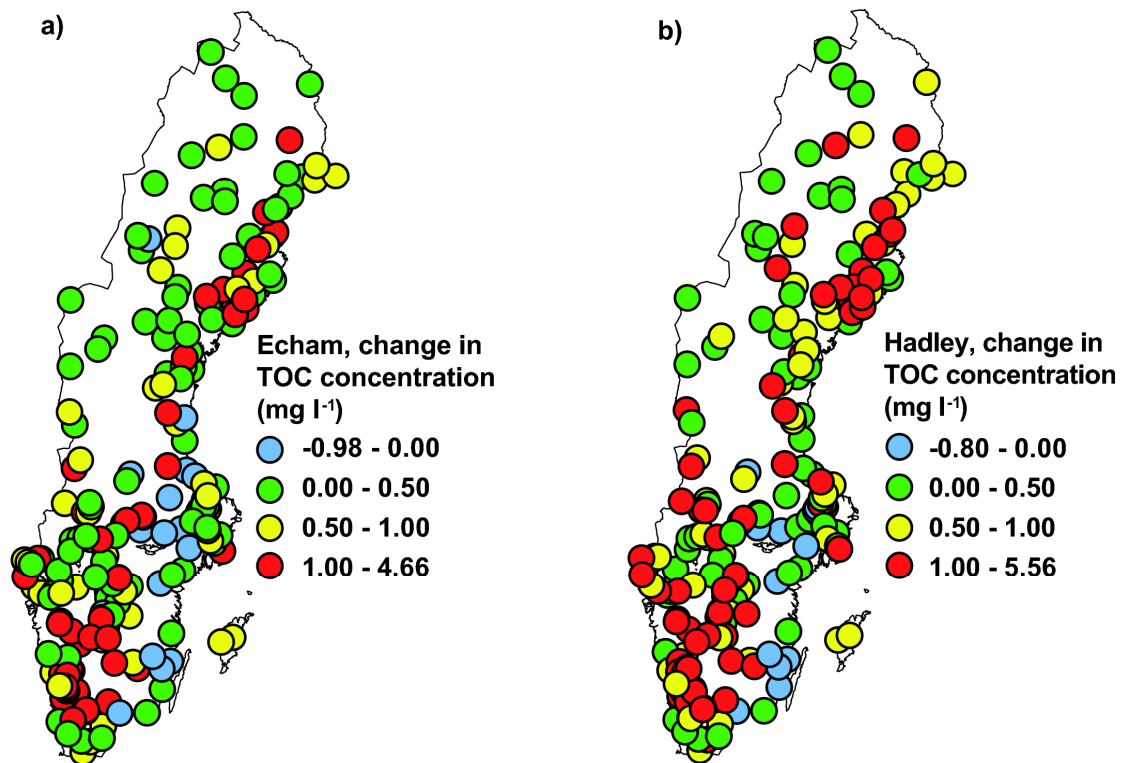 a)
Echam, change in
TOC concentration
(mg l-1)
-0.98 - 0.00
0.00 - 0.50
0.50 - 1.00
1.00 - 4.66
b)
Hadley, change in
TOC concentration
(mg l-1)
-0.80 - 0.00
0.00 - 0.50
0.50 - 1.00
1.00 - 5.56